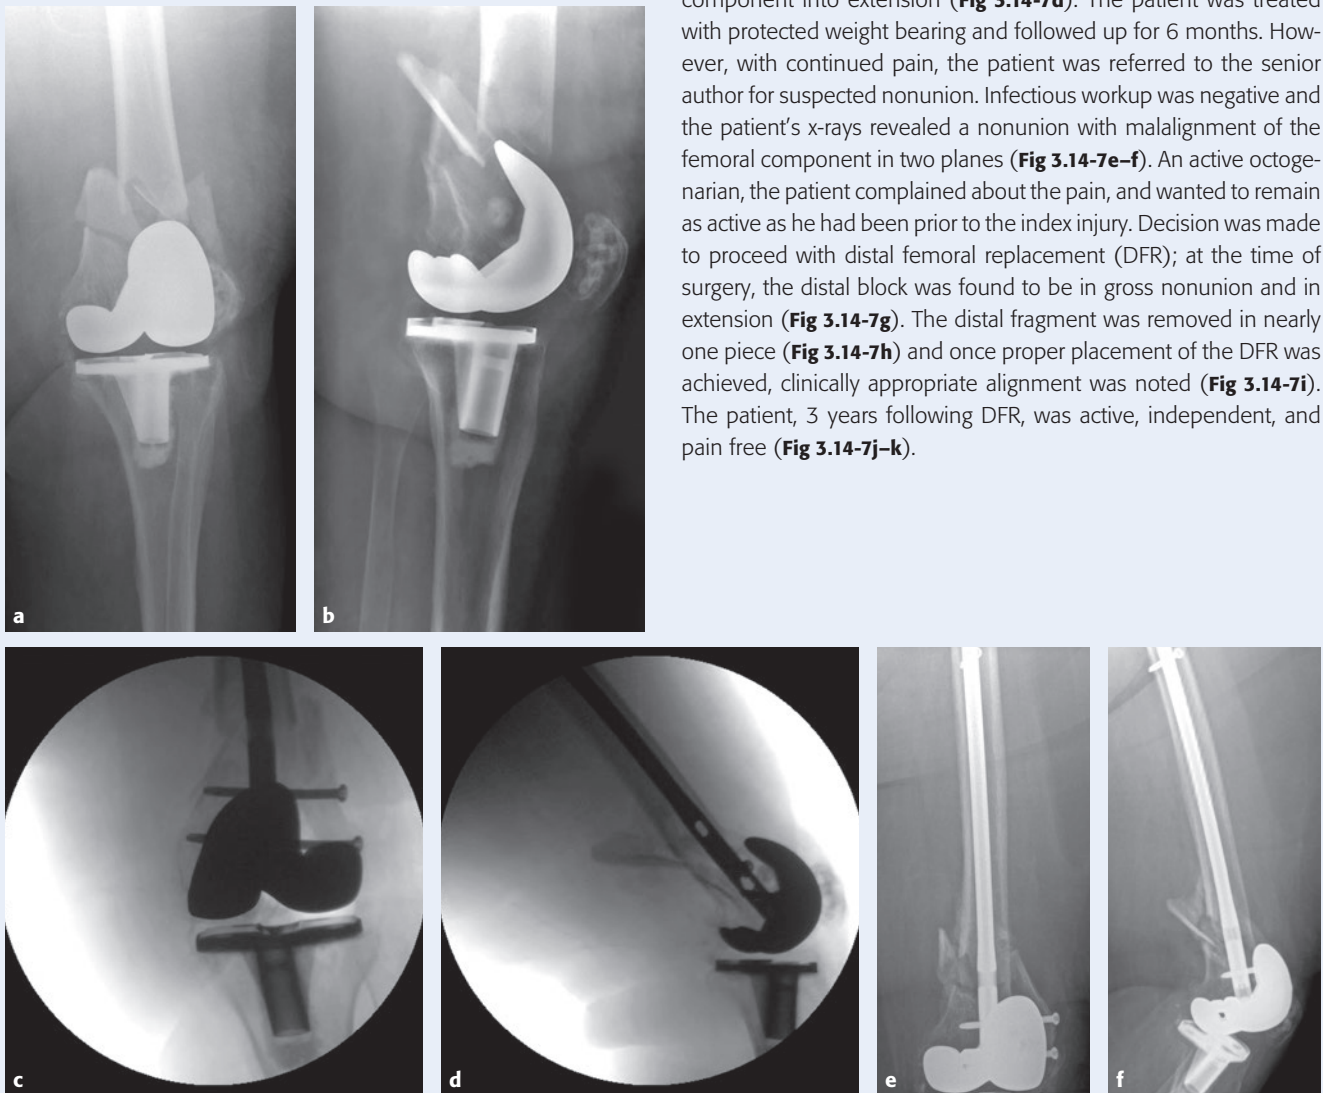 component into extension (Fig 3.14-7d). The patient was treated
with protected weight bearing and followed up for 6 months. How-
ever, with continued pain, the patient was referred to the senior
author for suspected nonunion. Infectious workup was negative and
the patient’s x-rays revealed a nonunion with malalignment of the
femoral component in two planes (Fig 3.14-7e–f). An active octoge-
narian, the patient complained about the pain, and wanted to remain
as active as he had been prior to the index injury. Decision was made
to proceed with distal femoral replacement (DFR); at the time of
surgery, the distal block was found to be in gross nonunion and in
extension (Fig 3.14-7g). The distal fragment was removed in nearly
one piece (Fig 3.14-7h) and once proper placement of the DFR was
achieved, clinically appropriate alignment was noted (Fig 3.14-7i).
The patient, 3 years following DFR, was active, independent, and
pain free (Fig 3.14-7j–k).
a
b
c
d
e
f